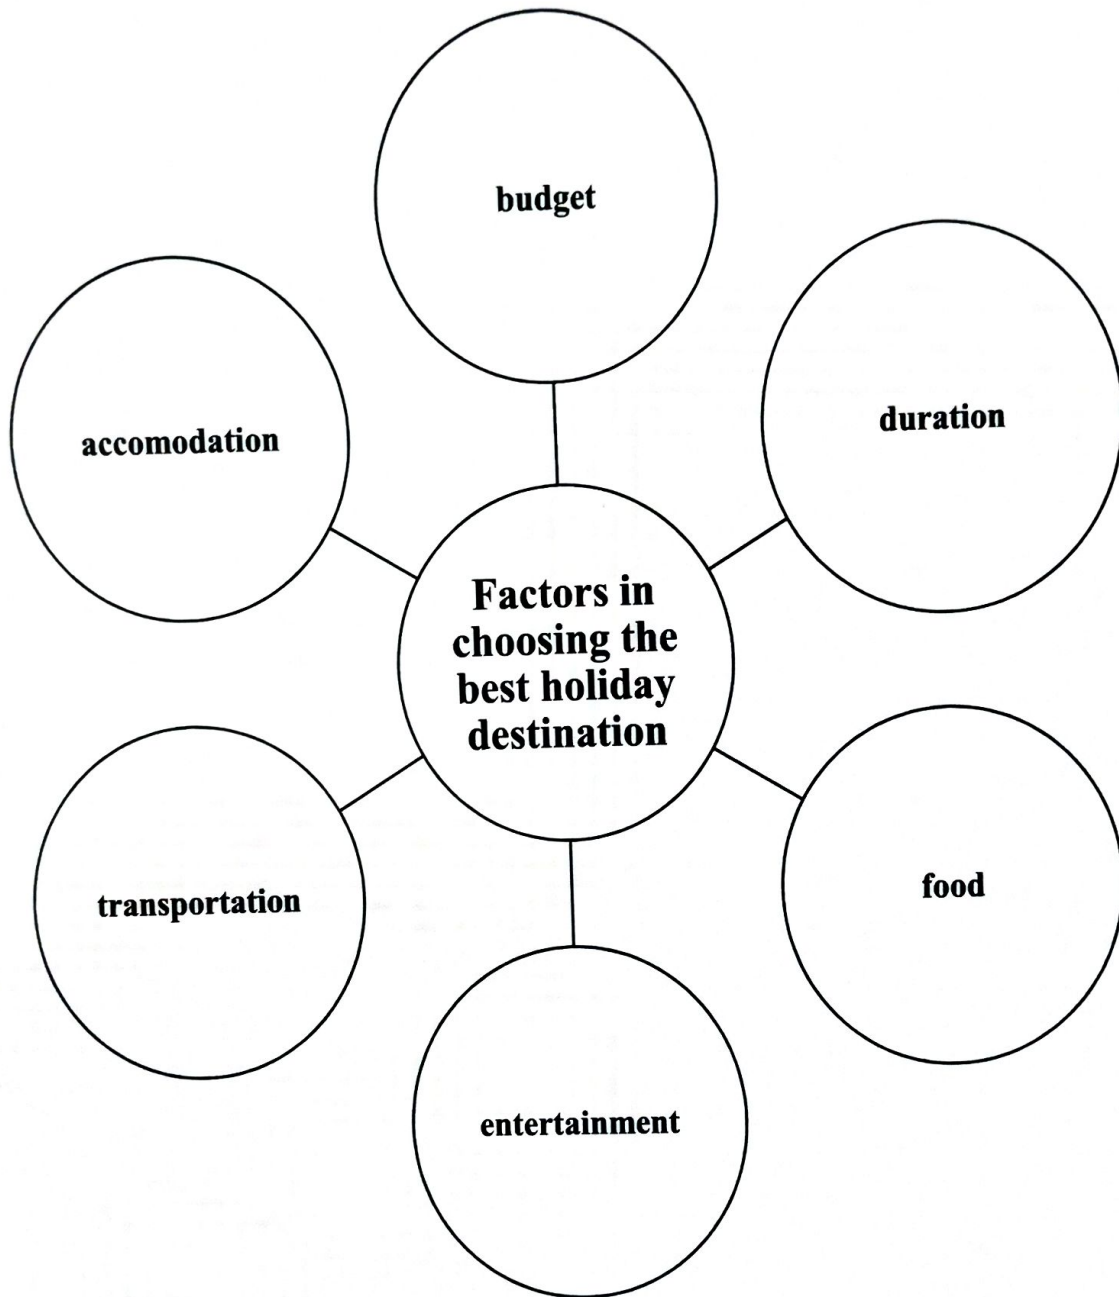 budget
duration
accomodation
Factors in
choosing the
best holiday
destination
food
transportation
entertainment